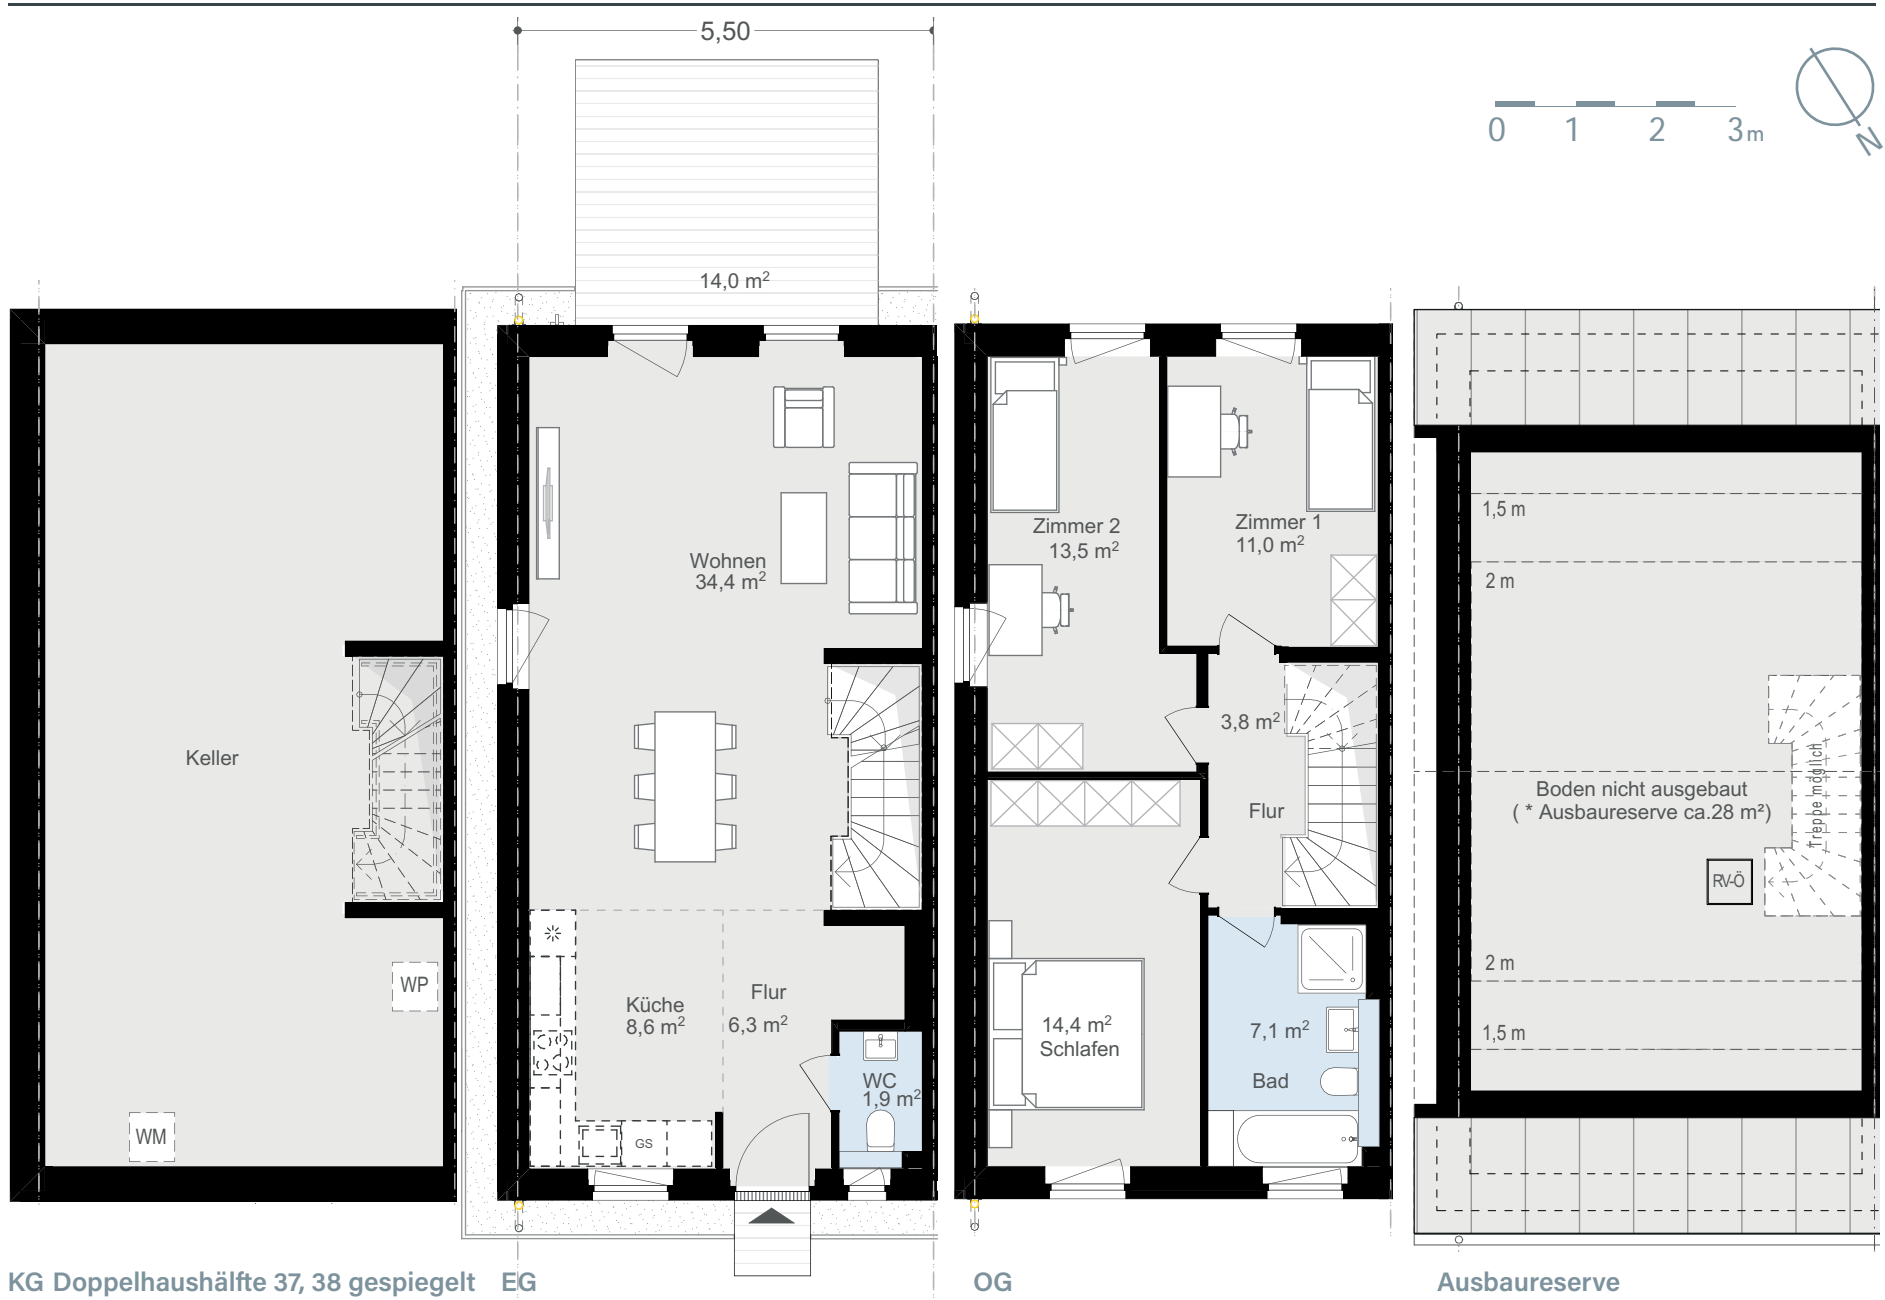 5,50
0 1 2 3 m
N
14,0 m²
Keller
WP
WM
Wohnen
34,4 m²
Küche
8,6 m²
Flur
6,3 m²
WC
1,9 m²
GS
Zimmer 2
13,5 m²
Zimmer 1
11,0 m²
3,8 m²
Flur
14,4 m²
Schlafen
7,1 m²
Bad
1,5 m
2 m
Boden nicht ausgebaut
( * Ausbaureserve ca.28 m²)
Treppe möglich
RV-Ö
2 m
1,5 m
KG Doppelhaushälfte 37, 38 gespiegelt
EG
OG
Ausbaureserve